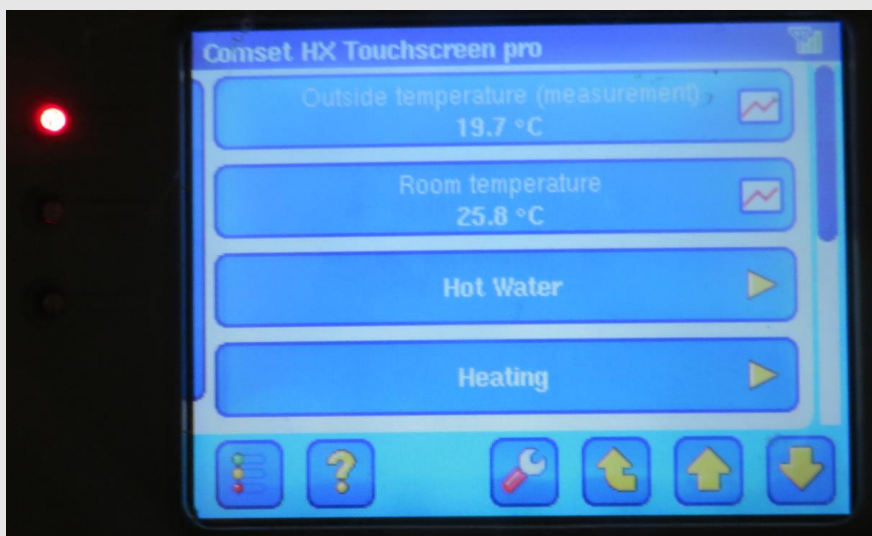 Comset HX Touchscreen pro
Outside temperature (measurement)
19.7 °C
Room temperature
25.8 °C
Hot Water
Heating
?